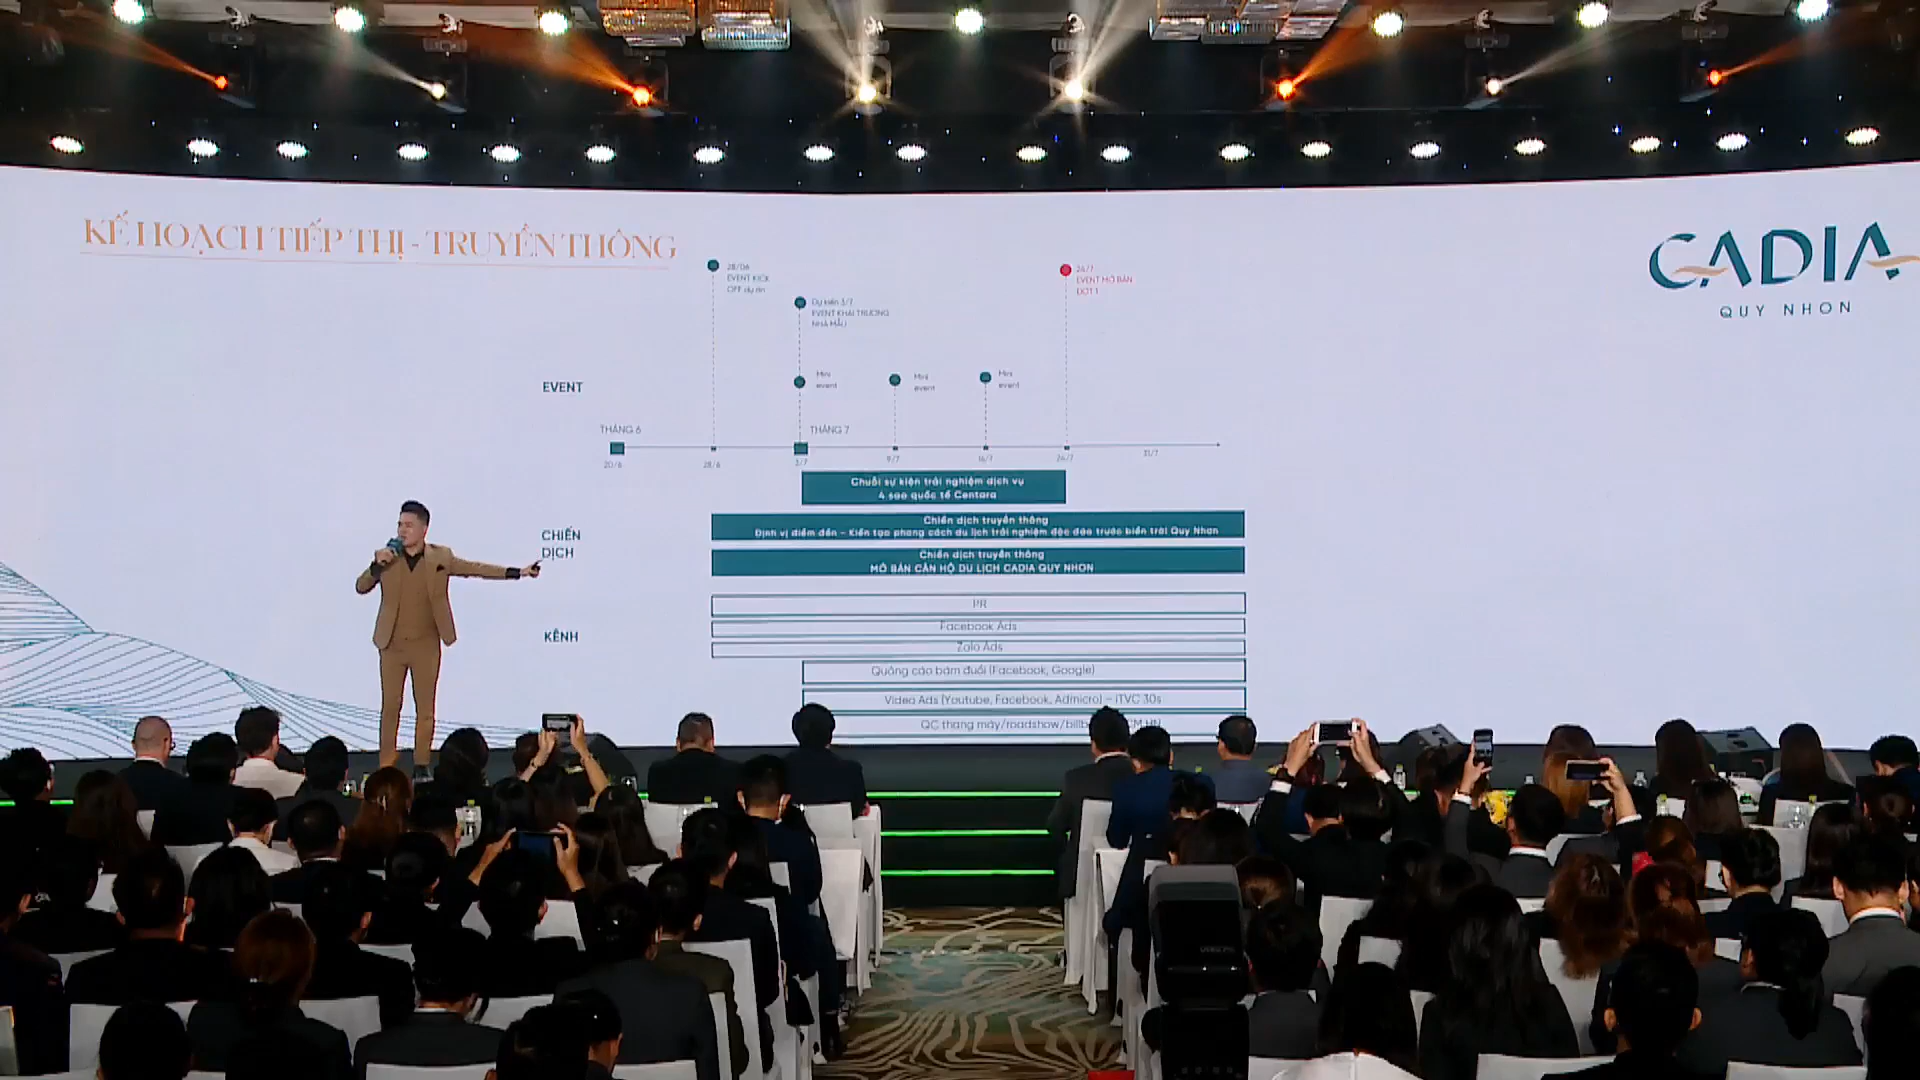 KẾ HOẠCH TIẾP THỊ - TRUYỀN THÔNG
CADIA
QUY NHON
28/06
EVENT KICK
OFF dự án
Dự kiến 3/7
EVENT KHAI TRƯƠNG
NHÀ MẪU
24/7
EVENT MỞ BÁN
ĐỢT 1
EVENT
Mini
event
Mini
event
Mini
event
THÁNG 6
THÁNG 7
20/6
28/6
3/7
9/7
16/7
24/7
31/7
Chuỗi sự kiện trải nghiệm dịch vụ
4 sao quốc tế Centara
CHIẾN
DỊCH
Chiến dịch truyền thông
Định vị điểm đến - Kiến tạo phong cách du lịch trải nghiệm độc đáo trước biển trời Quy Nhon
Chiến dịch truyền thông
MỞ BÁN CĂN HỘ DU LỊCH CADIA QUY NHON
KÊNH
PR
Facebook Ads
Zalo Ads
Quảng cáo bám đuổi (Facebook, Google)
Video Ads (Youtube, Facebook, Admicro) - iTVC 30s
QC thang máy/roadshow/billb